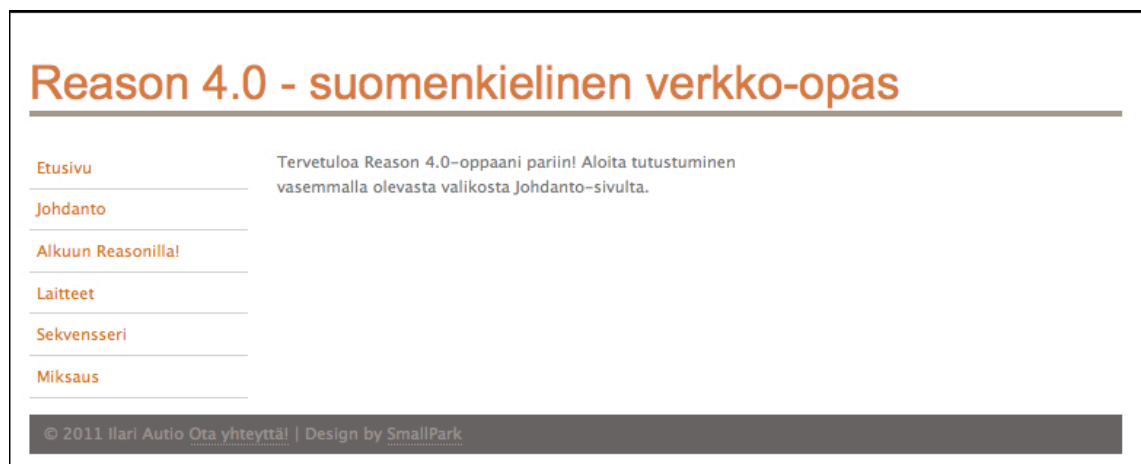 Reason 4.0 - suomenkielinen verkko-opas
Etusivu
Johdanto
Alkuun Reasonilla!
Laitteet
Sekvensseri
Miksaus
Tervetuloa Reason 4.0-oppaani pariin! Aloita tutustuminen
vasemmalla olevasta valikosta Johdanto-sivulta.
© 2011 Ilari Autio Ota yhteyttä! | Design by SmallPark